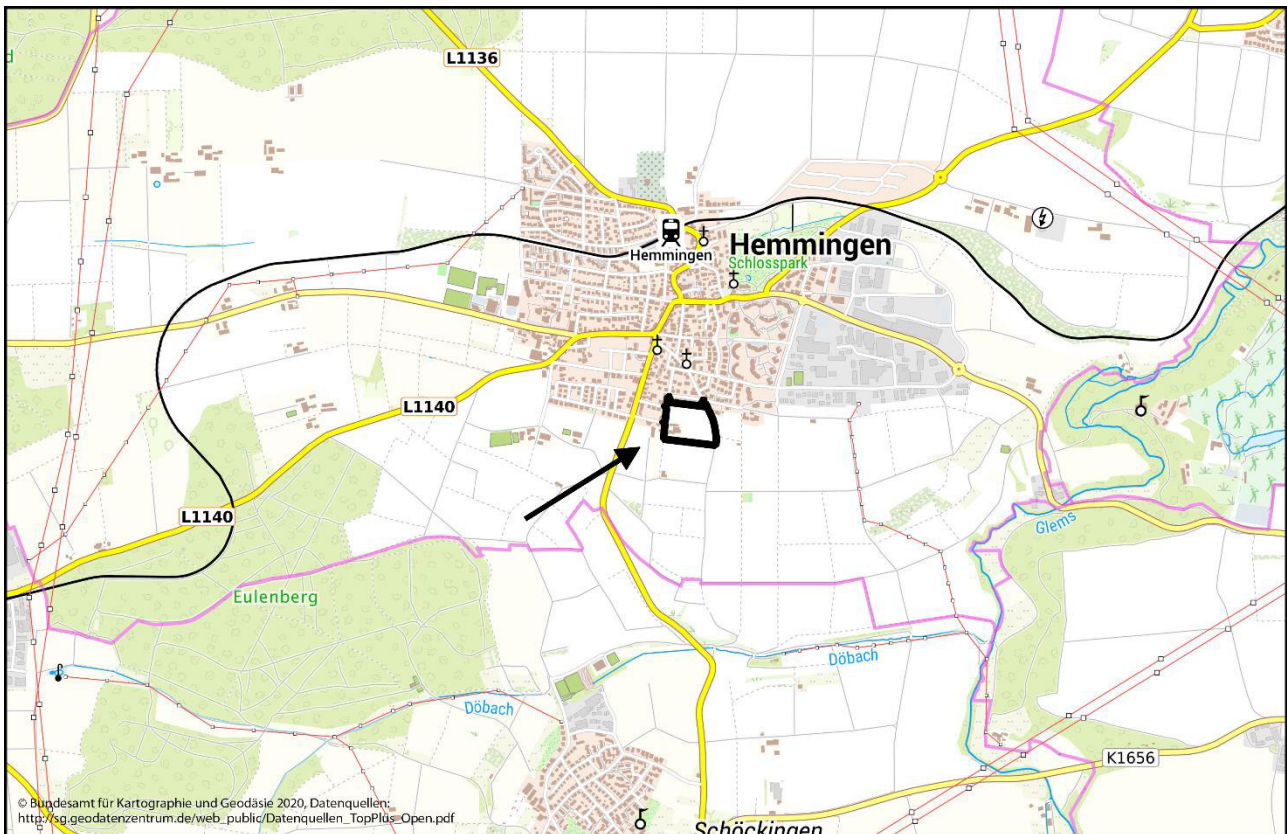 L1136
Hemmingen
Hemmingen
Schlosspark
L1140
L1140
Glems
Eulenberg
Döbach
Döbach
K1656
© Bundesamt für Kartographie und Geodäsie 2020, Datenquellen:
http://sg.geodatenzentrum.de/web_public/Datenquellen_TopPlus_Open.pdf
Schöckingen